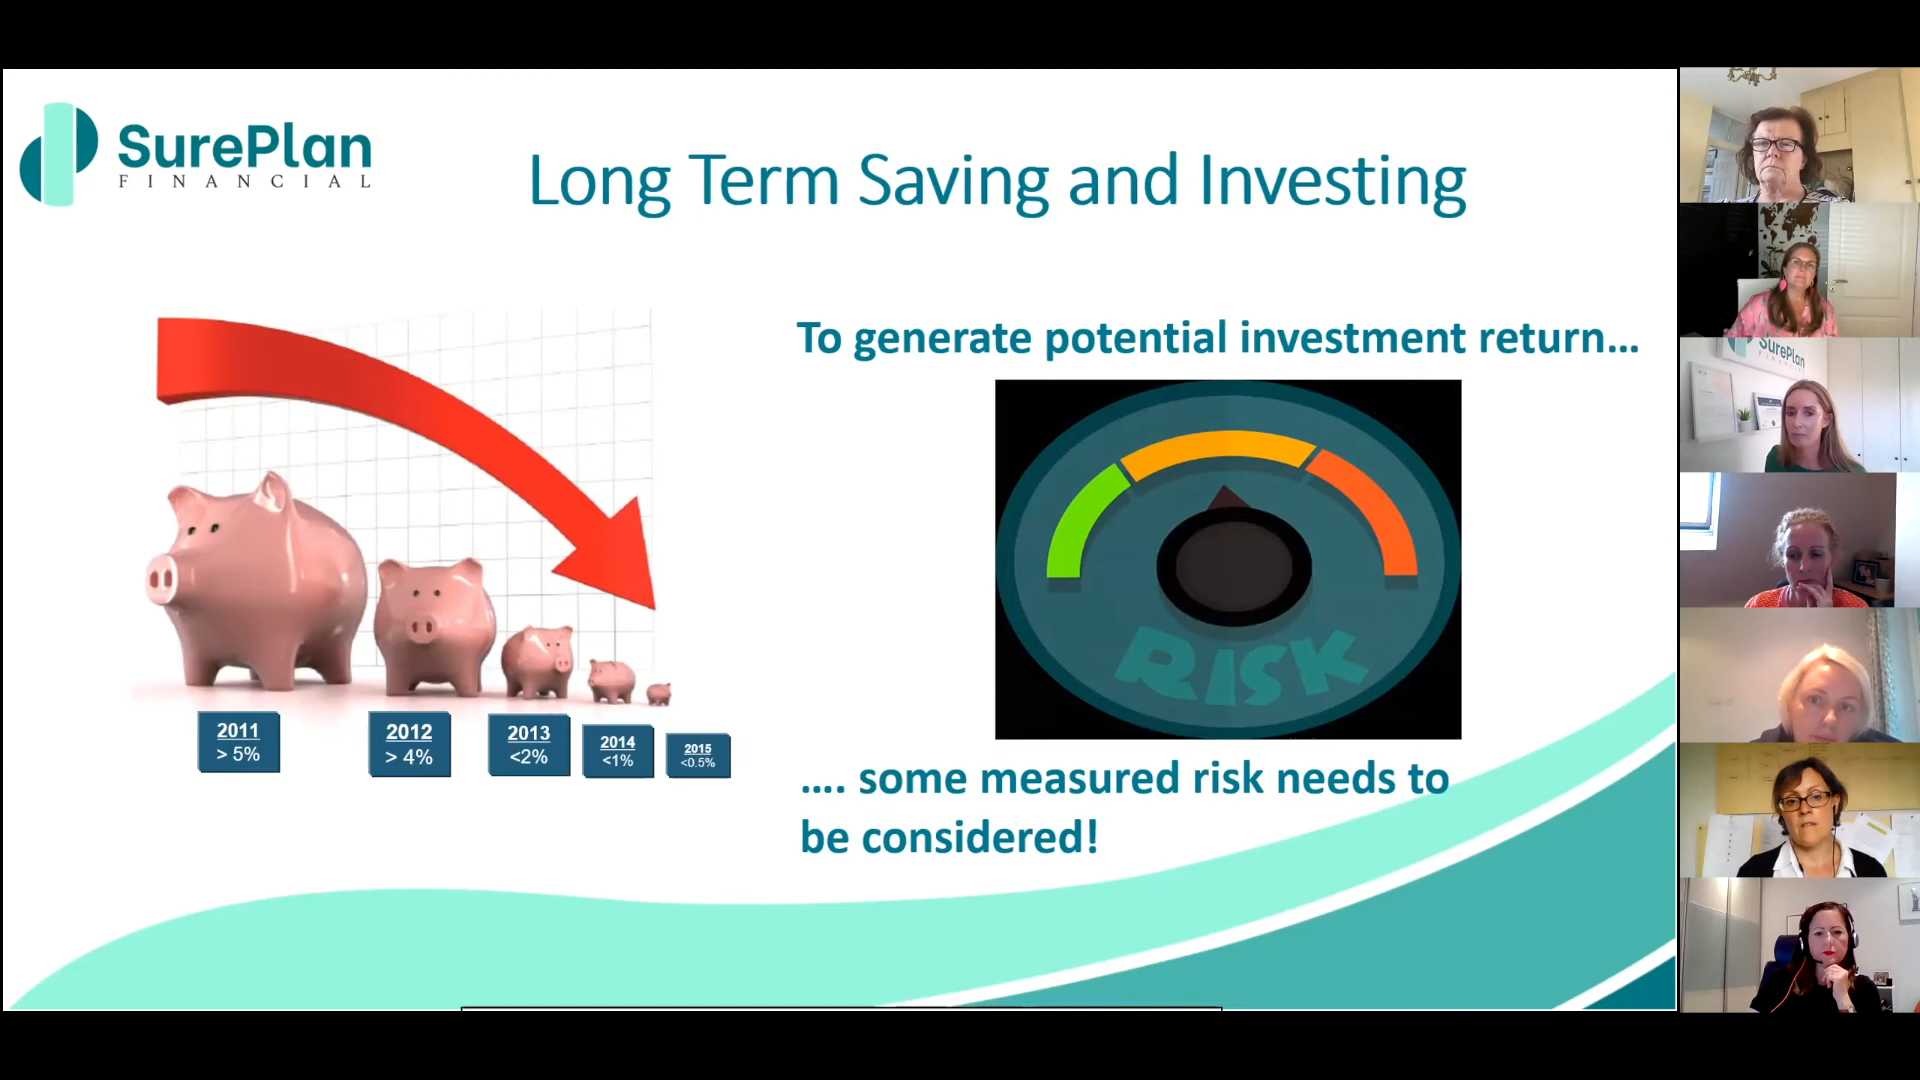 SurePlan
FINANCIAL
Long Term Saving and Investing
To generate potential investment return...
RISK
2011
> 5%
2012
> 4%
2013
<2%
2014
<1%
2015
<0.5%
.... some measured risk needs to
be considered!
SurePlan